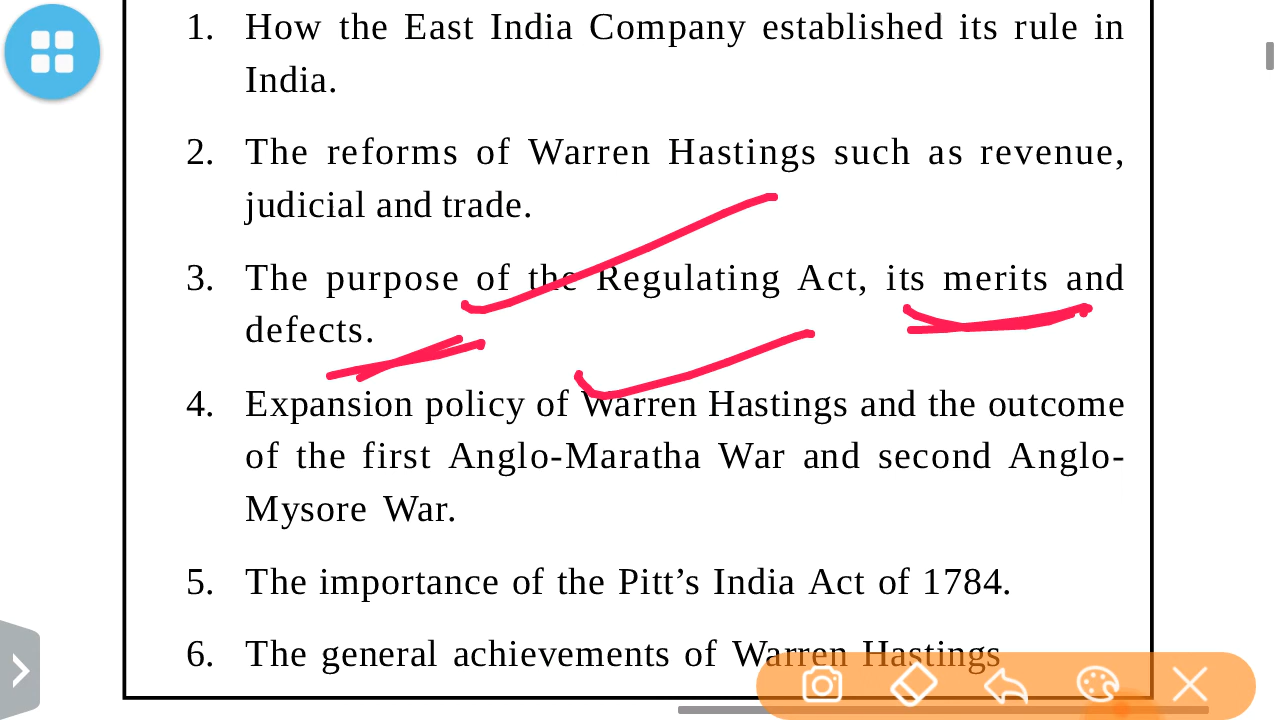 1. How the East India Company established its rule in
India.
2. The reforms of Warren Hastings such as revenue,
judicial and trade.
3. The purpose of the Regulating Act, its merits and
defects.
4. Expansion policy of Warren Hastings and the outcome
of the first Anglo-Maratha War and second Anglo-
Mysore War.
5. The importance of the Pitt’s India Act of 1784.
6. The general achievements of Warren Hastings